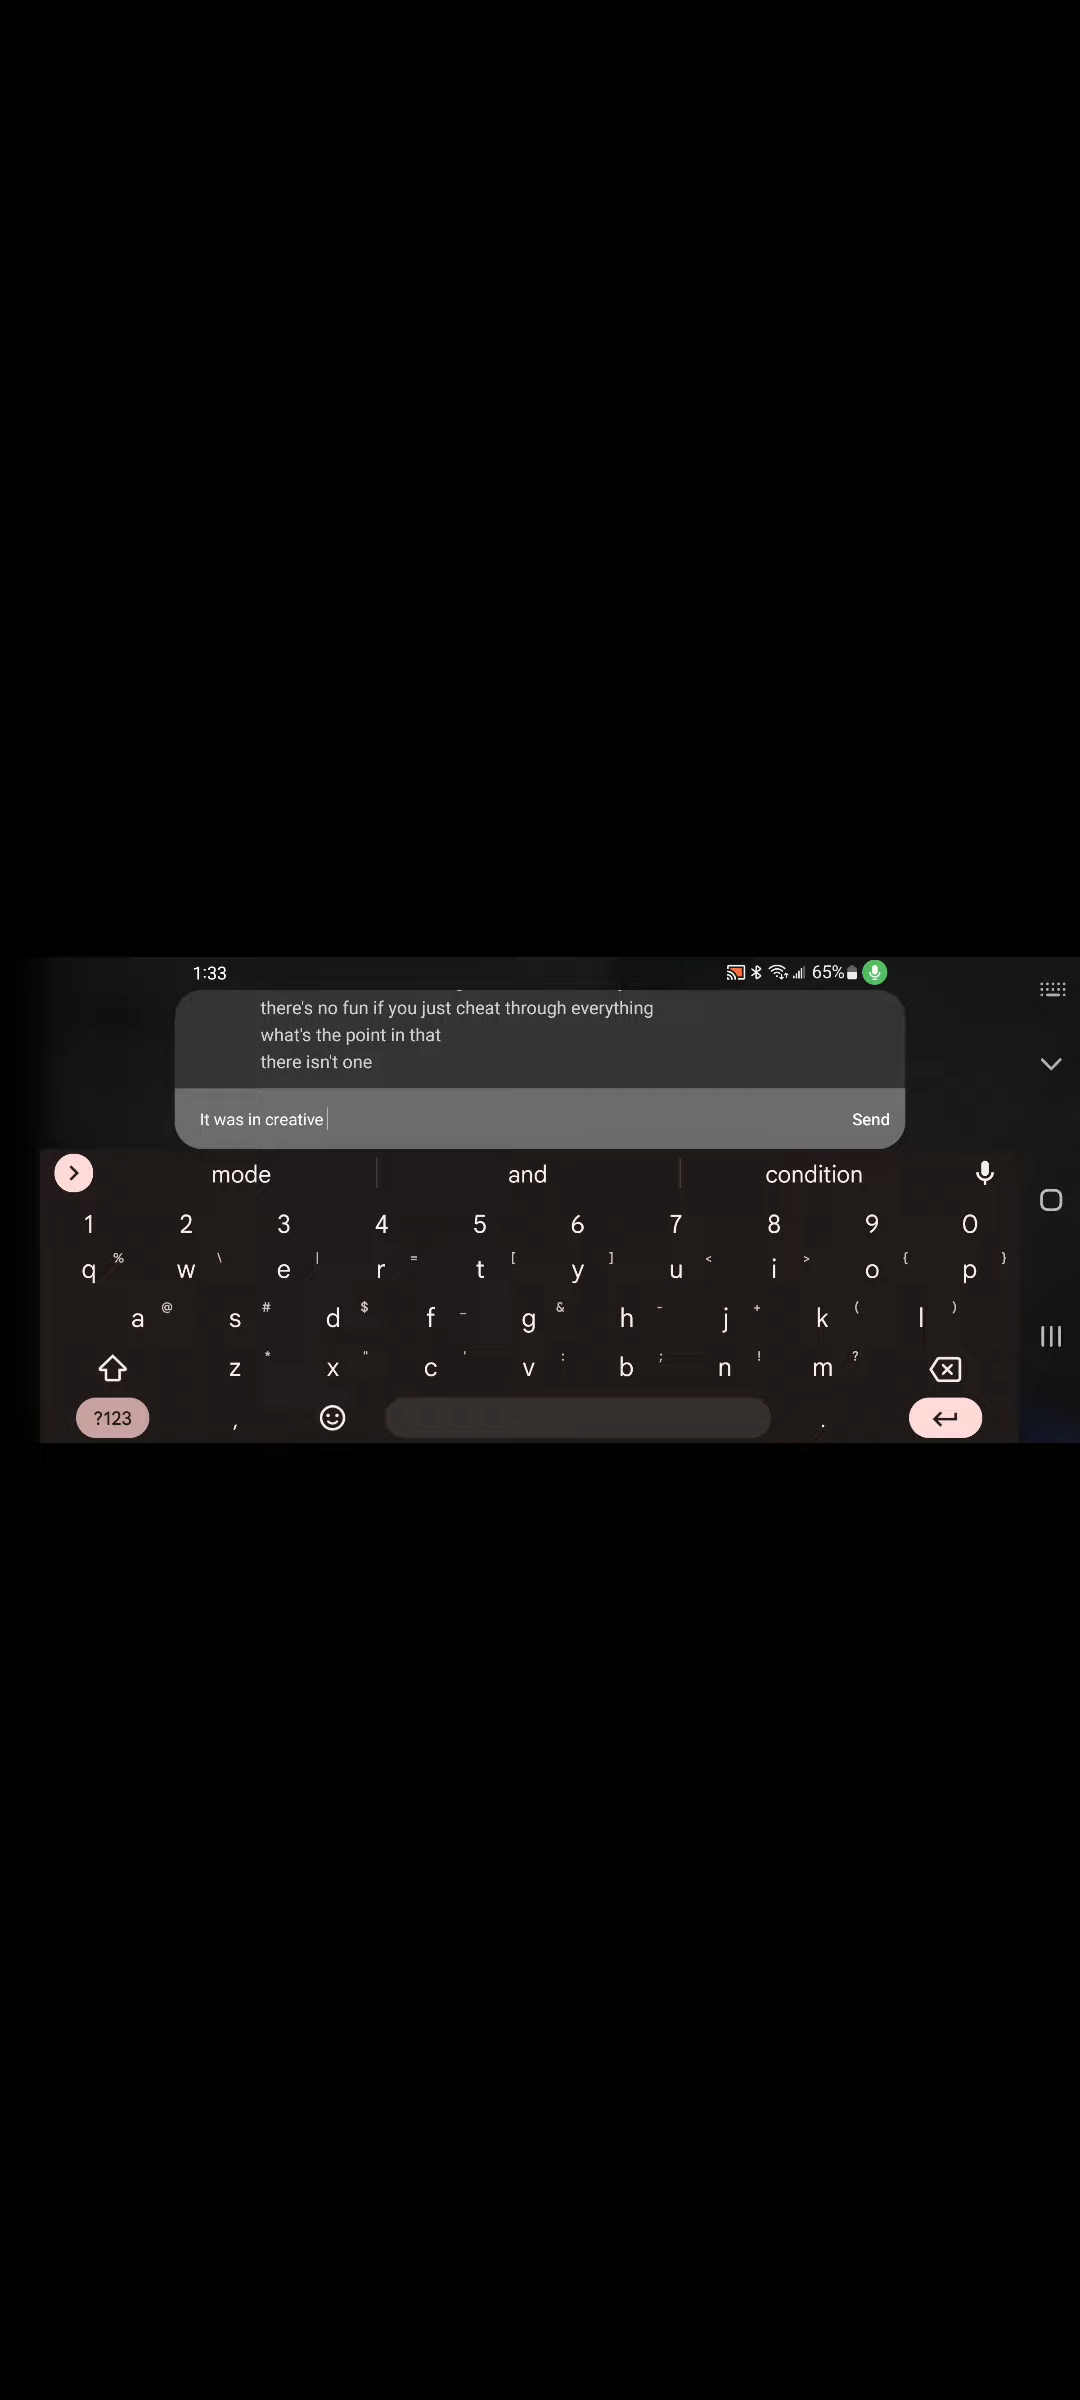 1:33
65%
there's no fun if you just cheat through everything
what's the point in that
there isn't one
It was in creative
Send
mode and condition
1 2 3 4 5 6 7 8 9 0
q % w \ e | r = t [ y ] u < i > o { p }
a @ s # d $ f _ g & h - j + k ( l )
z * x " c ' v : b ; n ! m ?
?123 , .